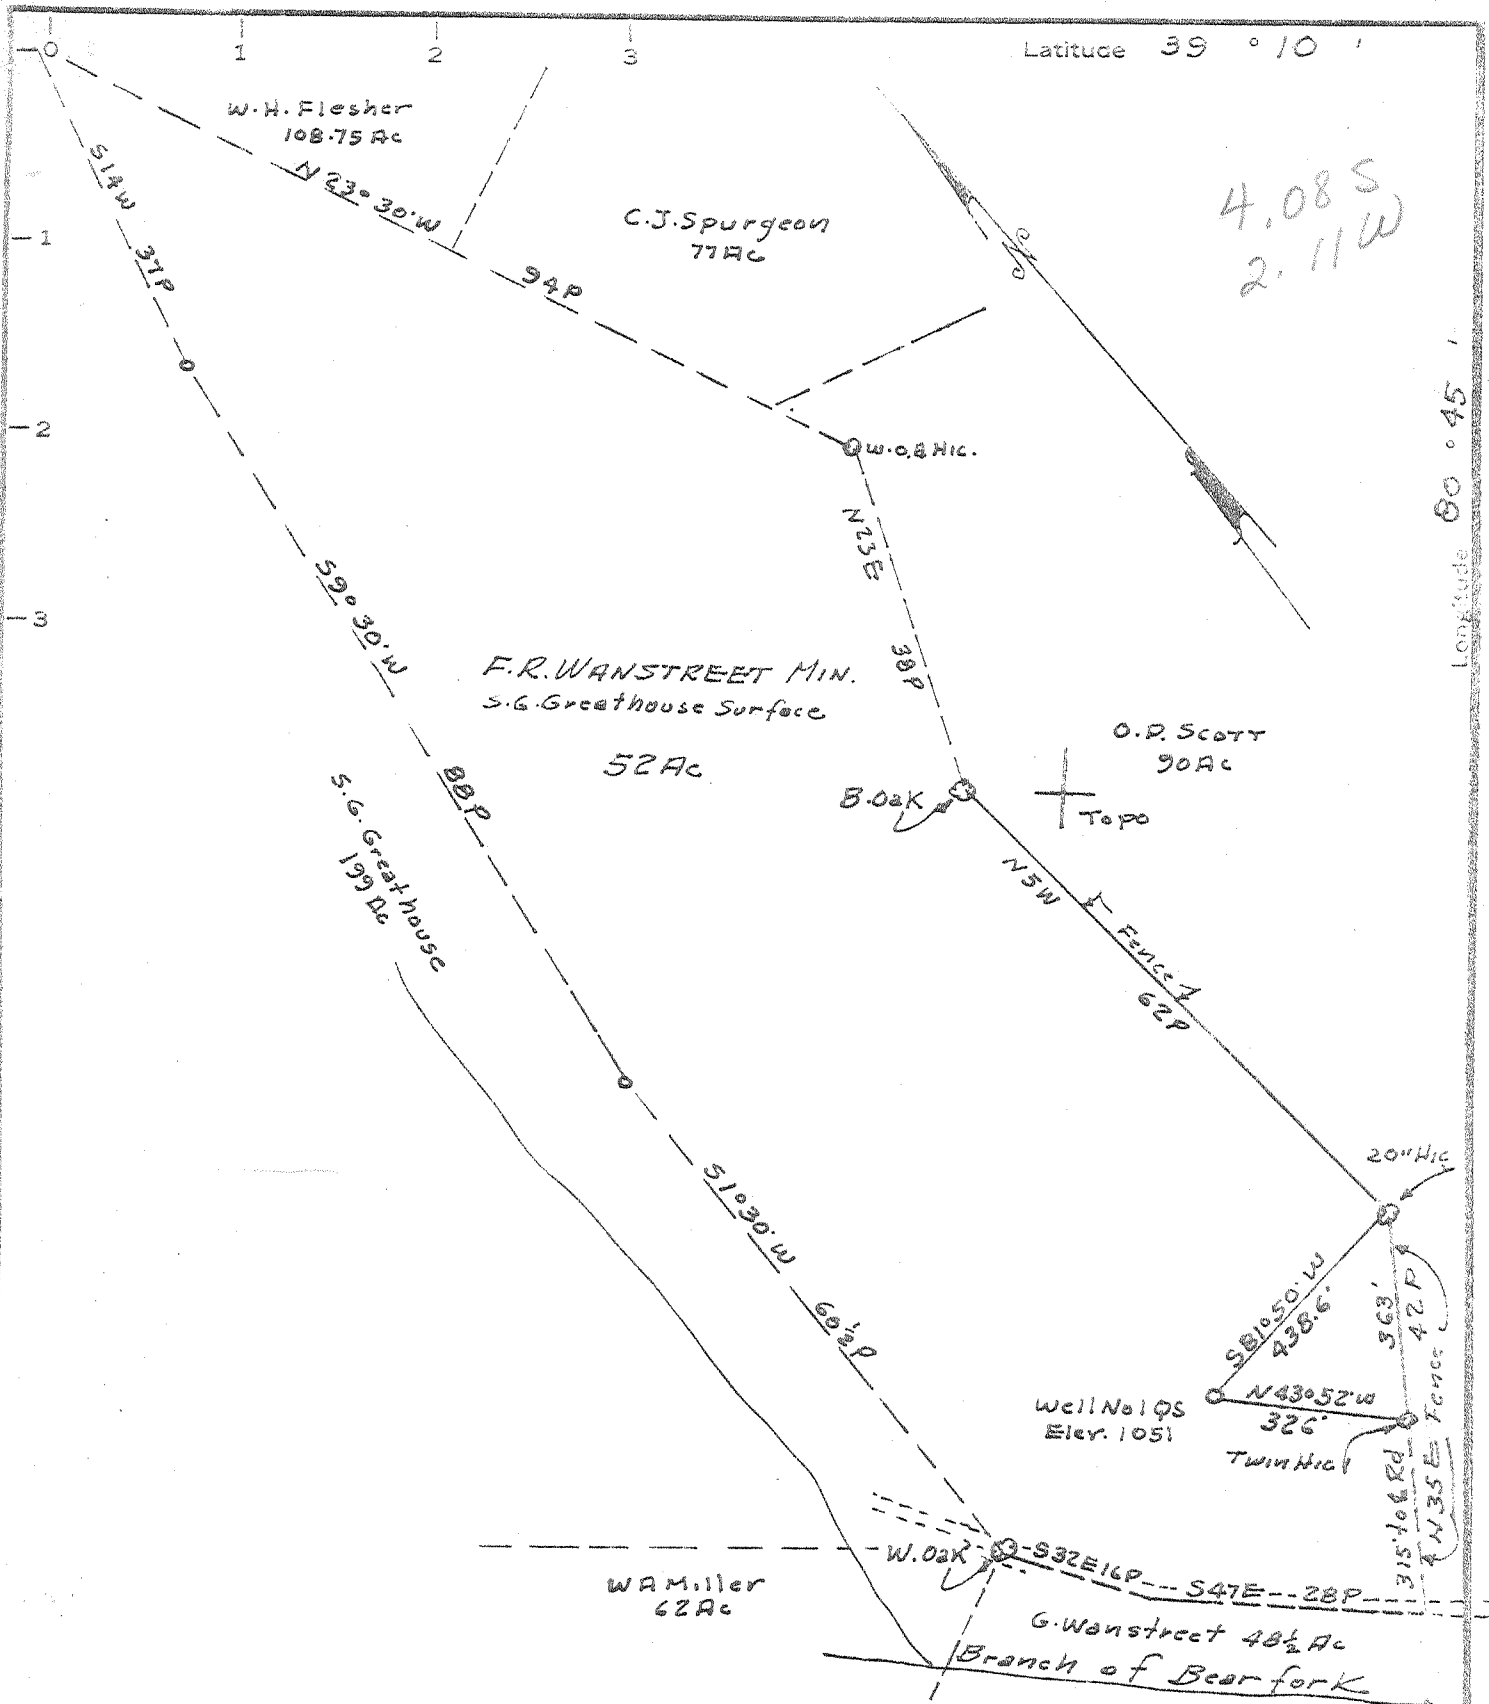 0
1
2
3
Latitude 39 ° 10 '
W.H. Flesher
108.75 Ac
4.08 S
2.11 W
S14W
N 23° 30' W
C.J. Spurgeon
77 Ac
1
37P
94P
Longitude 80 ° 45 '
2
W.O.& Hic.
N23E
3
S9° 30' W
38P
F.R. WANSTREET MIN.
S.G. Greathouse Surface
52 Ac
O.P. SCOTT
90 Ac
88P
S.G. Greathouse
199 Ac
B.Oak
Topo
N5W
Fence
62P
20" Hic
S1° 30' W
60½P
S81° 50' W
438.6'
363'
42 P
Well No 1 QS
Elev. 1051
N43° 52' W
326'
Twin Hic
315' to ℄ Rd
N35E Fence
W.Oak
S32E 16P
S47E 28P
W A Miller
62 Ac
G. Wanstreet 48½ Ac
Branch of Bear fork